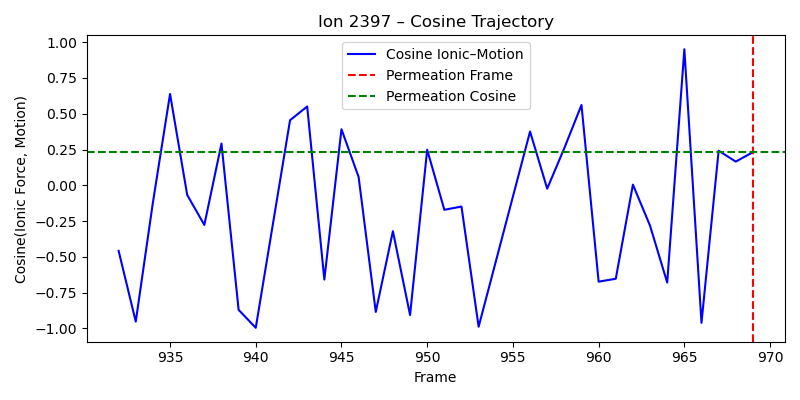 Ion 2397 – Cosine Trajectory
Cosine Ionic–Motion
Permeation Frame
Permeation Cosine
Cosine(Ionic Force, Motion)
1.00
0.75
0.50
0.25
0.00
−0.25
−0.50
−0.75
−1.00
935 940 945 950 955 960 965 970
Frame